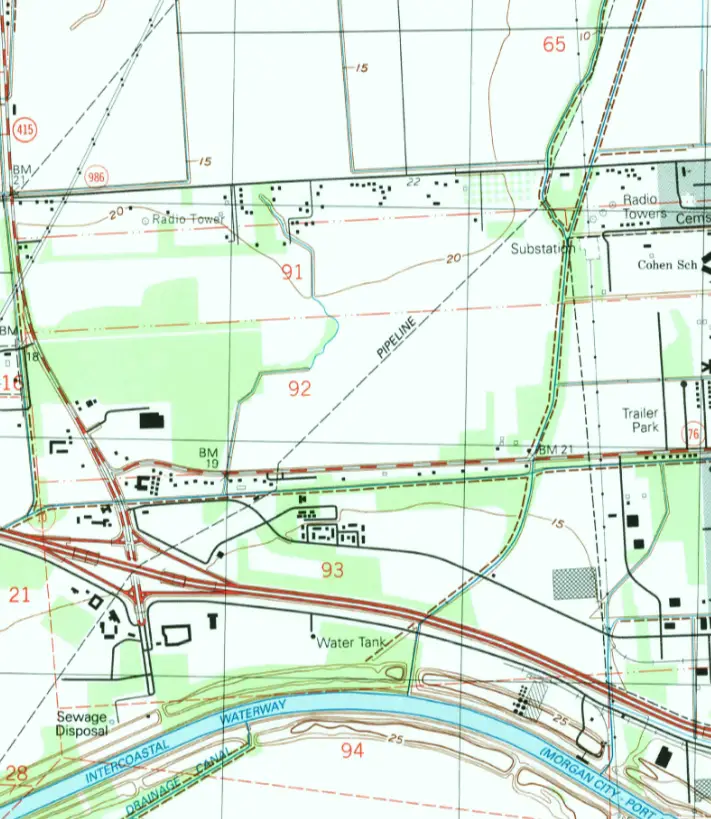 65
10
15
415
BM
21
986
15
22
20
Radio Tower
Radio
Towers
Cem
Substation
91
20
Cohen Sch
PIPELINE
BM
18
16
92
Trailer
Park
76
BM
19
BM 21
15
93
21
Water Tank
Sewage
Disposal
WATERWAY
25
25
INTERCOASTAL
94
(MORGAN CITY - PORT
28
DRAINAGE CANAL